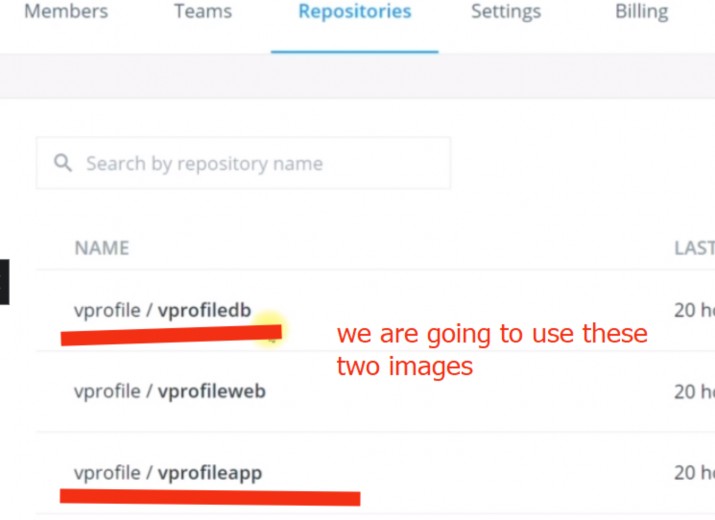 Members Teams Repositories Settings Billing
Search by repository name
NAME LAST
vprofile / vprofiledb 20 h
we are going to use these
two images
vprofile / vprofileweb 20 h
vprofile / vprofileapp 20 h